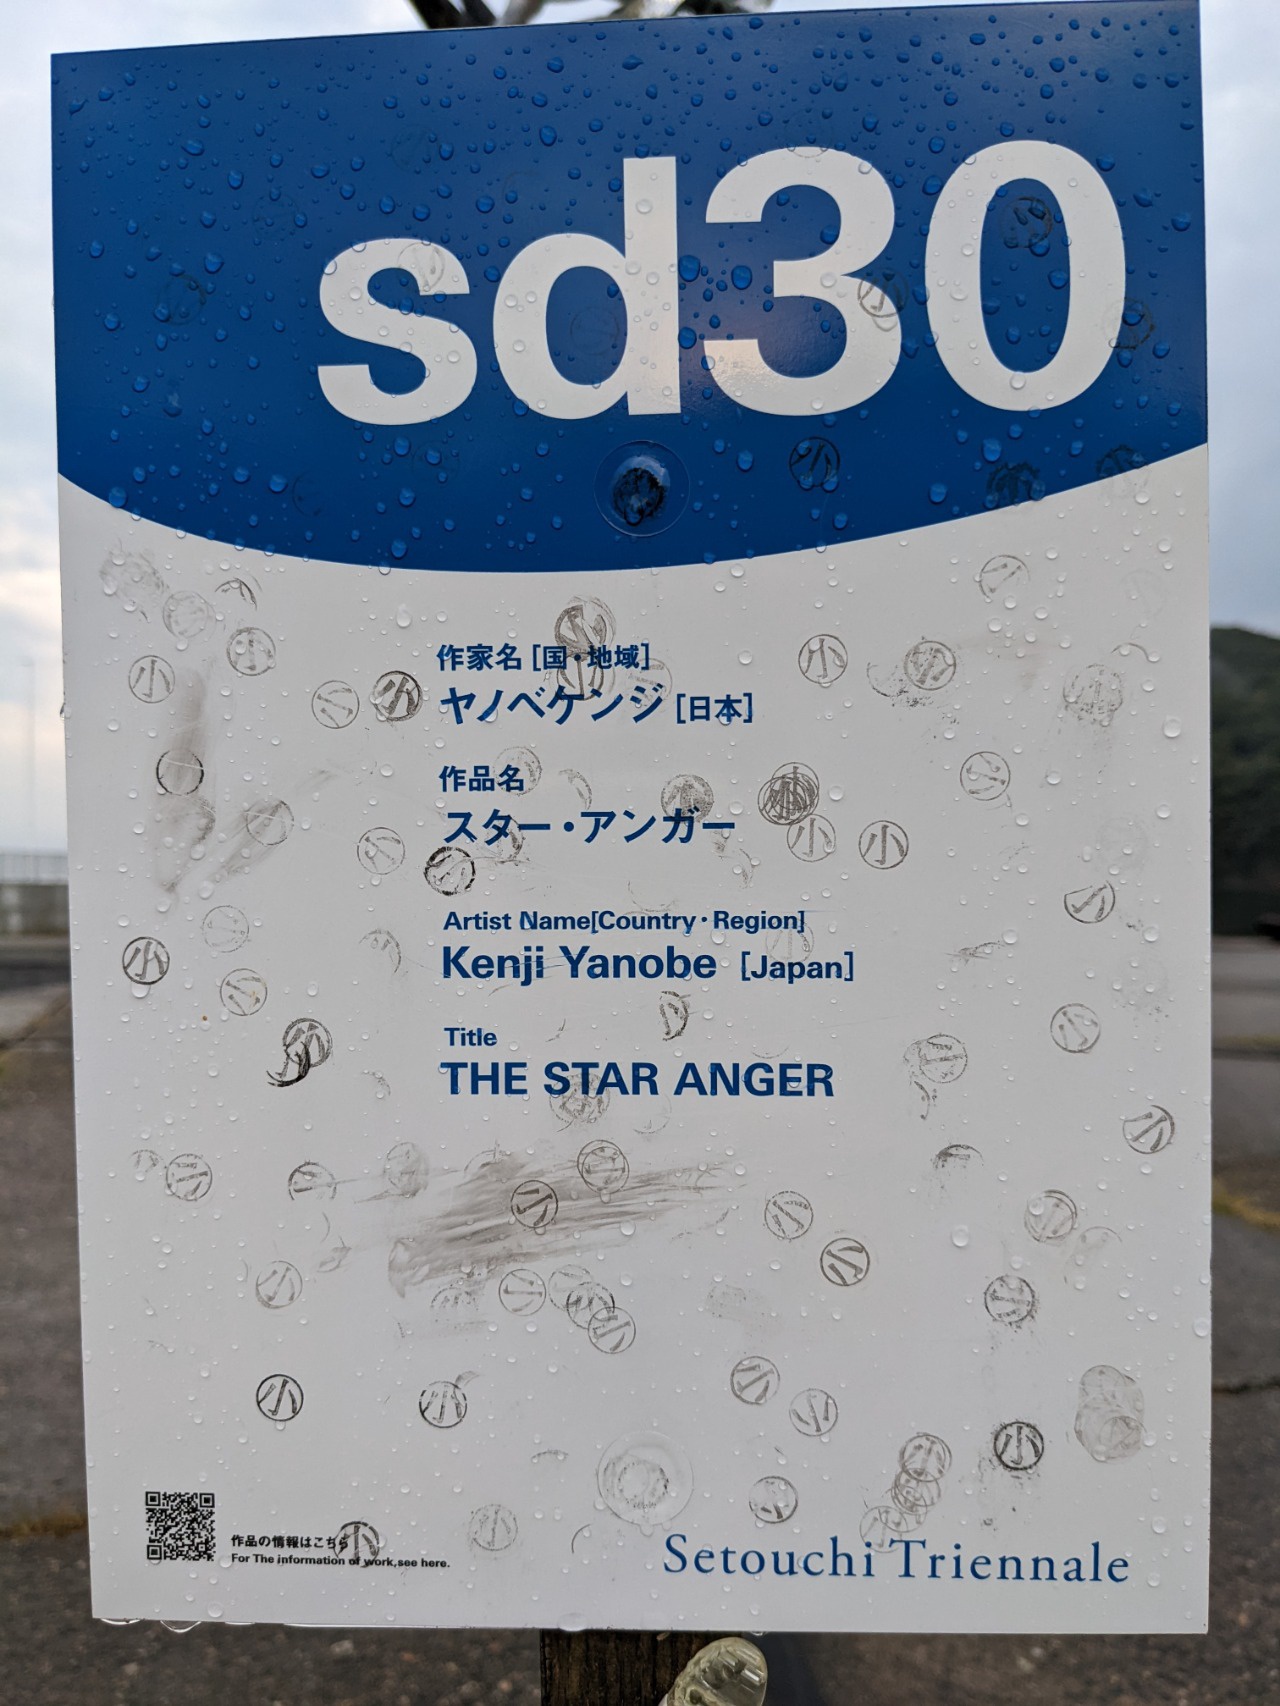 sd30
作家名 [国・地域]
ヤノベケンジ [日本]
作品名
スター・アンガー
Artist Name[Country・Region]
Kenji Yanobe [Japan]
Title
THE STAR ANGER
作品の情報はこちら
For The information of work,see here.
Setouchi Triennale
小